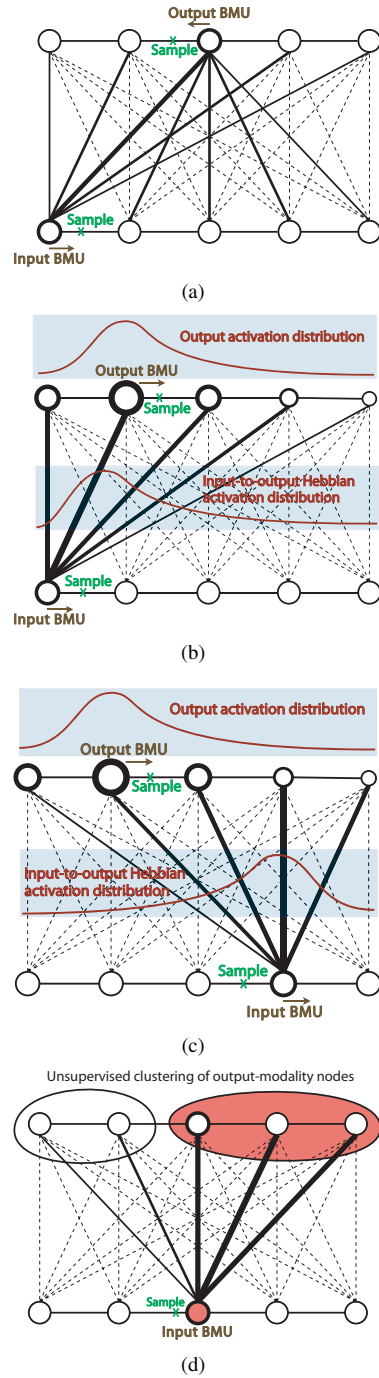 Output BMU
Sample
Sample
Input BMU
(a)
Output activation distribution
Output BMU
Sample
Input-to-output Hebbian
activation distribution
Sample
Input BMU
(b)
Output activation distribution
Output BMU
Sample
Input-to-output Hebbian
activation distribution
Sample
Input BMU
(c)
Unsupervised clustering of output-modality nodes
Sample
Input BMU
(d)